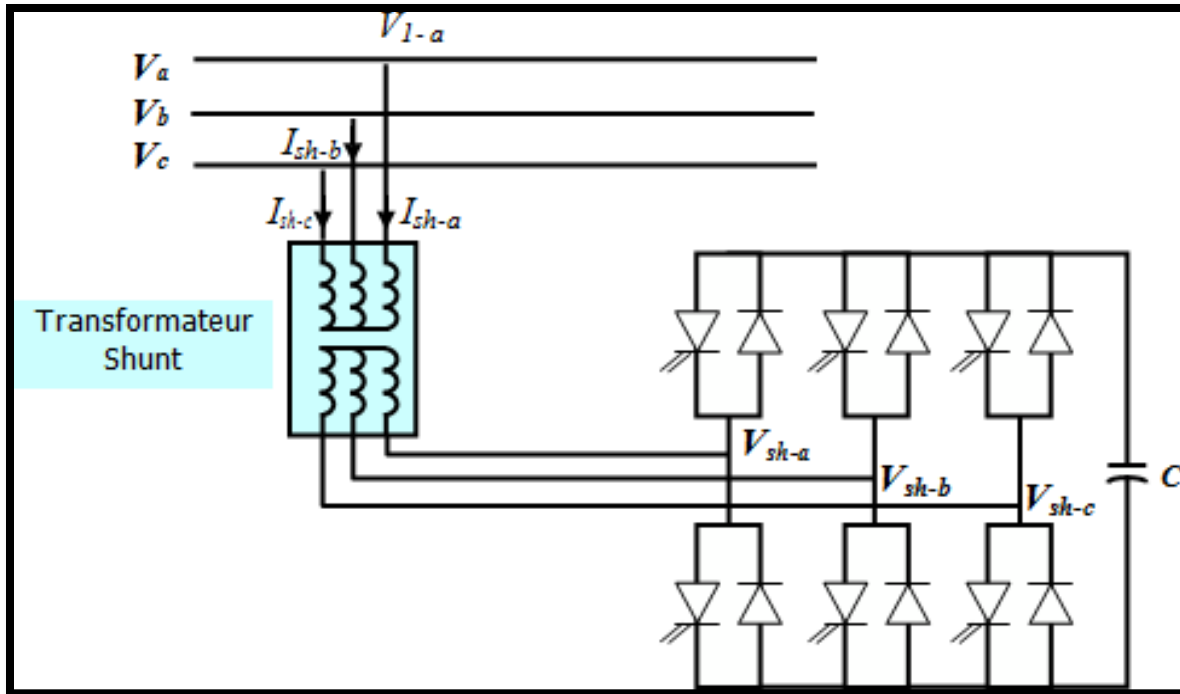 V1-a
Va
Vb
Vc
Ish-b
Ish-c
Ish-a
Transformateur
Shunt
Vsh-a
Vsh-b
Vsh-c
C